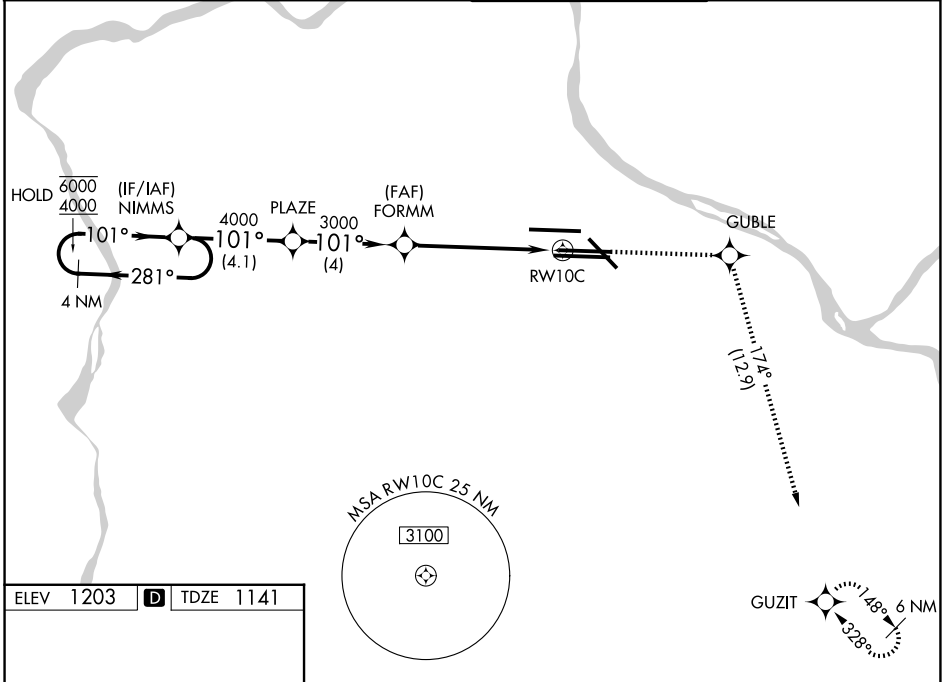 HOLD 6000
4000
(IF/IAF)
NIMMS
101°
281°
4 NM
4000
101°
(4.1)
PLAZE
3000
101°
(4)
(FAF)
FORMM
RW10C
GUBLE
174°
(12.9)
MSA RW10C 25 NM
3100
GUZIT
148°
6 NM
328°
ELEV 1203 D TDZE 1141